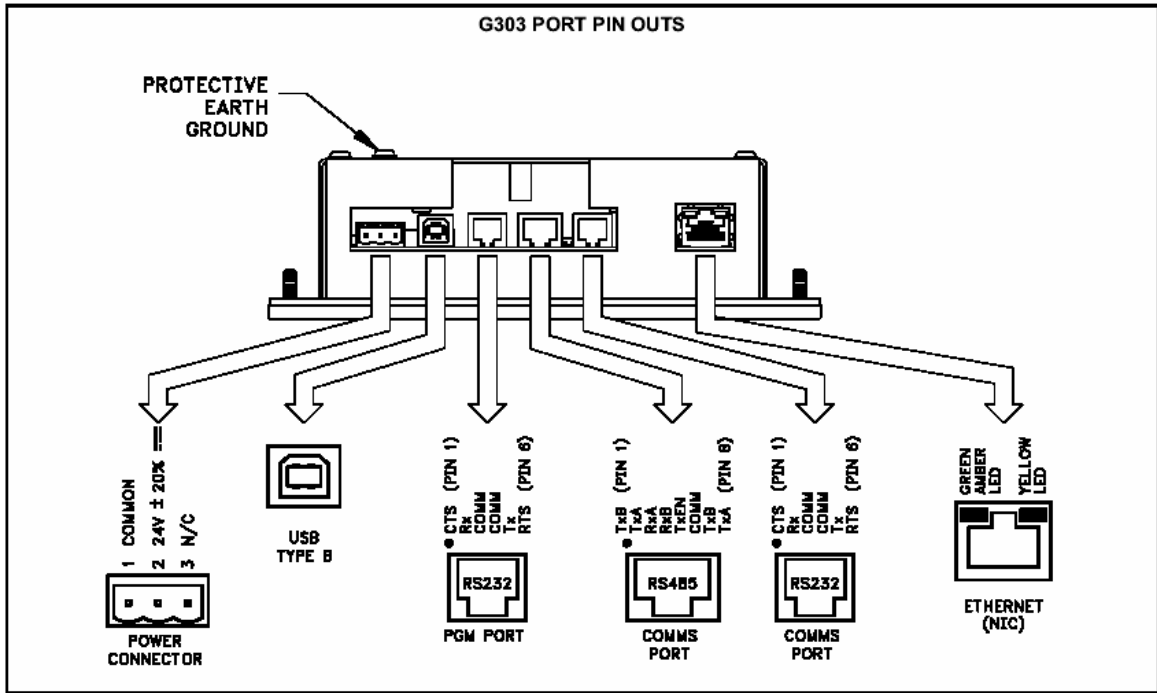 G303 PORT PIN OUTS
PROTECTIVE
EARTH
GROUND
1 COMMON
2 24V ± 20% ⎓
3 N/C
POWER
CONNECTOR
USB
TYPE B
CTS (PIN 1)
Rx
COMM
COMM
Tx
RTS (PIN 6)
RS232
PGM PORT
TxB (PIN 1)
TxA
RxA
RxB
TxEN
COMM
TxB
TxA (PIN 8)
RS485
COMMS
PORT
CTS (PIN 1)
Rx
COMM
COMM
Tx
RTS (PIN 6)
RS232
COMMS
PORT
GREEN
AMBER
LED
YELLOW
LED
ETHERNET
(NIC)